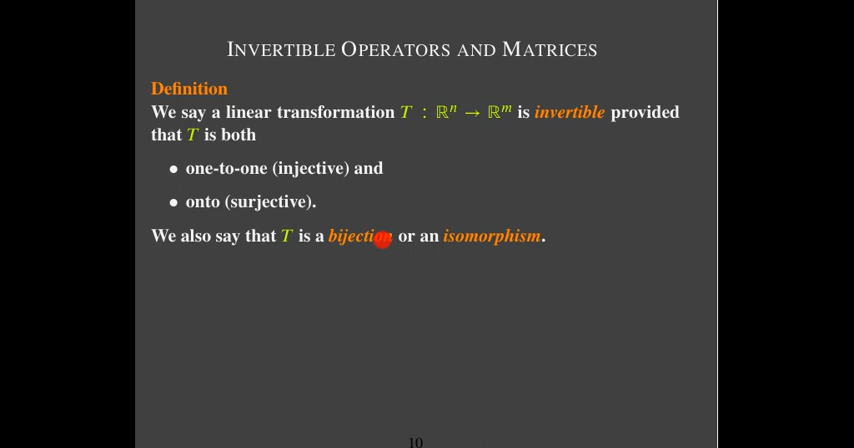 INVERTIBLE OPERATORS AND MATRICES
Definition
We say a linear transformation T : ℝⁿ → ℝᵐ is invertible provided
that T is both
• one-to-one (injective) and
• onto (surjective).
We also say that T is a bijection or an isomorphism.
10